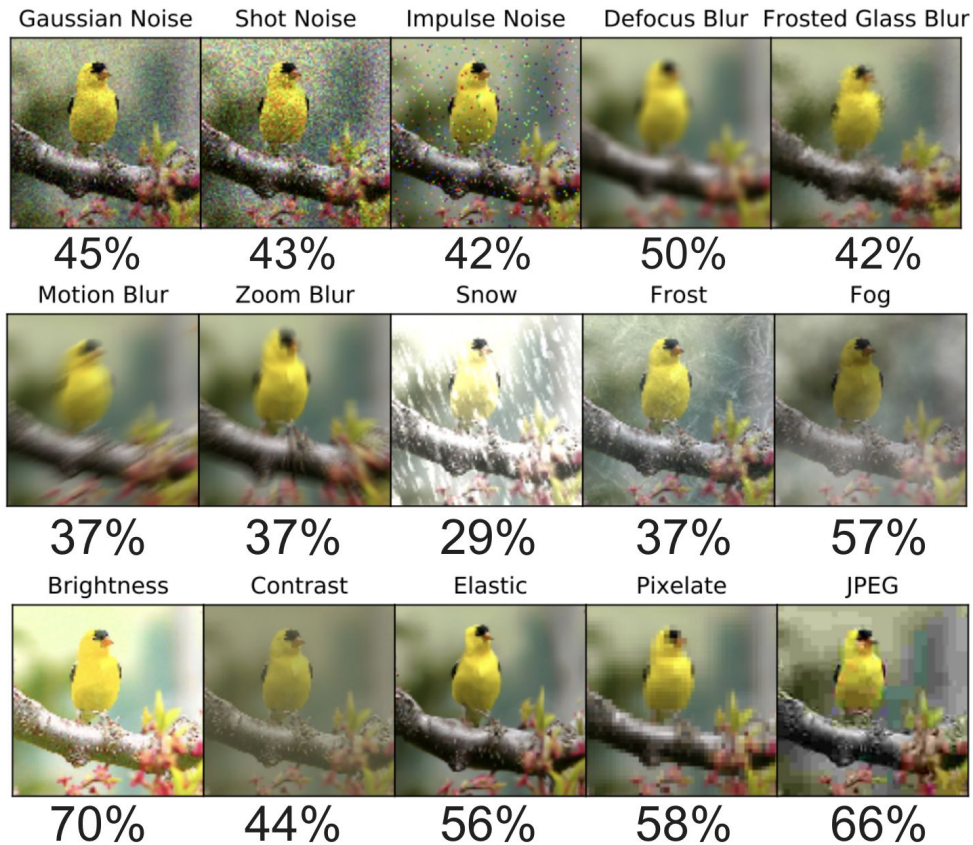 Gaussian Noise Shot Noise Impulse Noise Defocus Blur Frosted Glass Blur
45% 43% 42% 50% 42%
Motion Blur Zoom Blur Snow Frost Fog
37% 37% 29% 37% 57%
Brightness Contrast Elastic Pixelate JPEG
70% 44% 56% 58% 66%